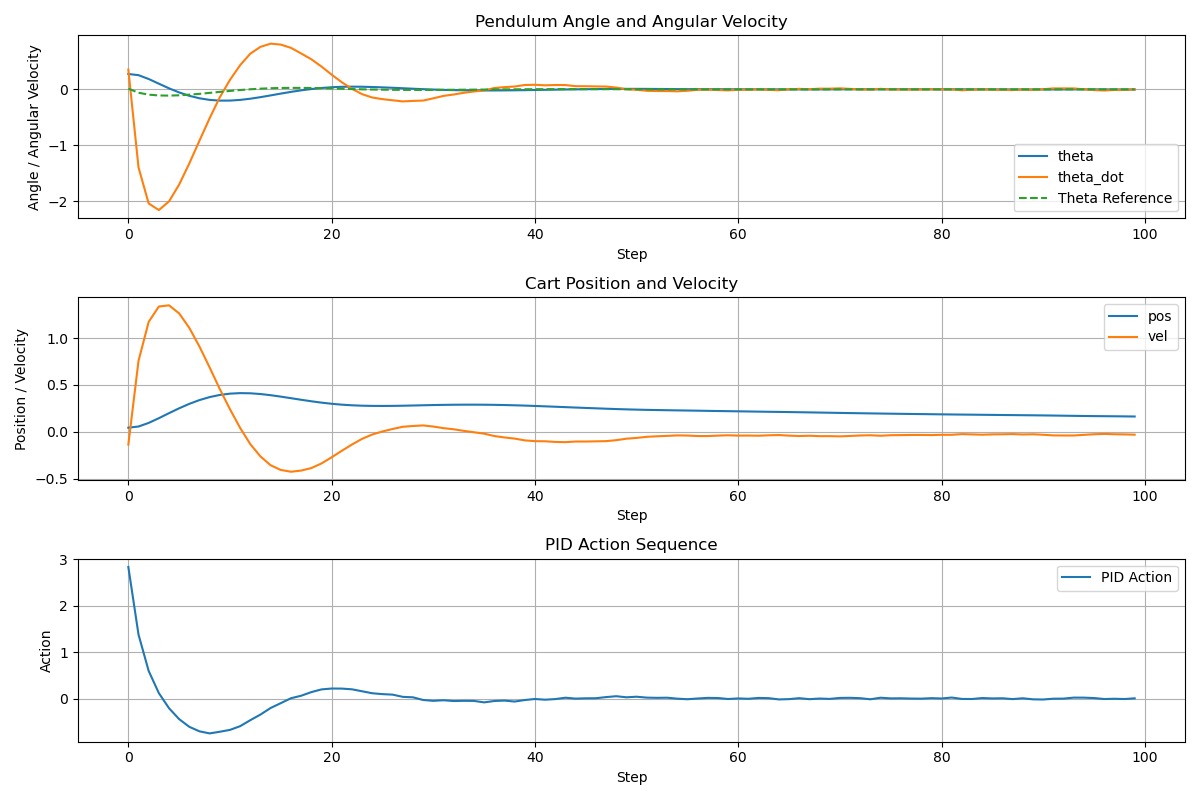 Pendulum Angle and Angular Velocity
Angle / Angular Velocity
0
−1
−2
theta
theta_dot
Theta Reference
0 20 40 60 80 100
Step
Cart Position and Velocity
Position / Velocity
1.0
0.5
0.0
−0.5
pos
vel
0 20 40 60 80 100
Step
PID Action Sequence
Action
3
2
1
0
PID Action
0 20 40 60 80 100
Step